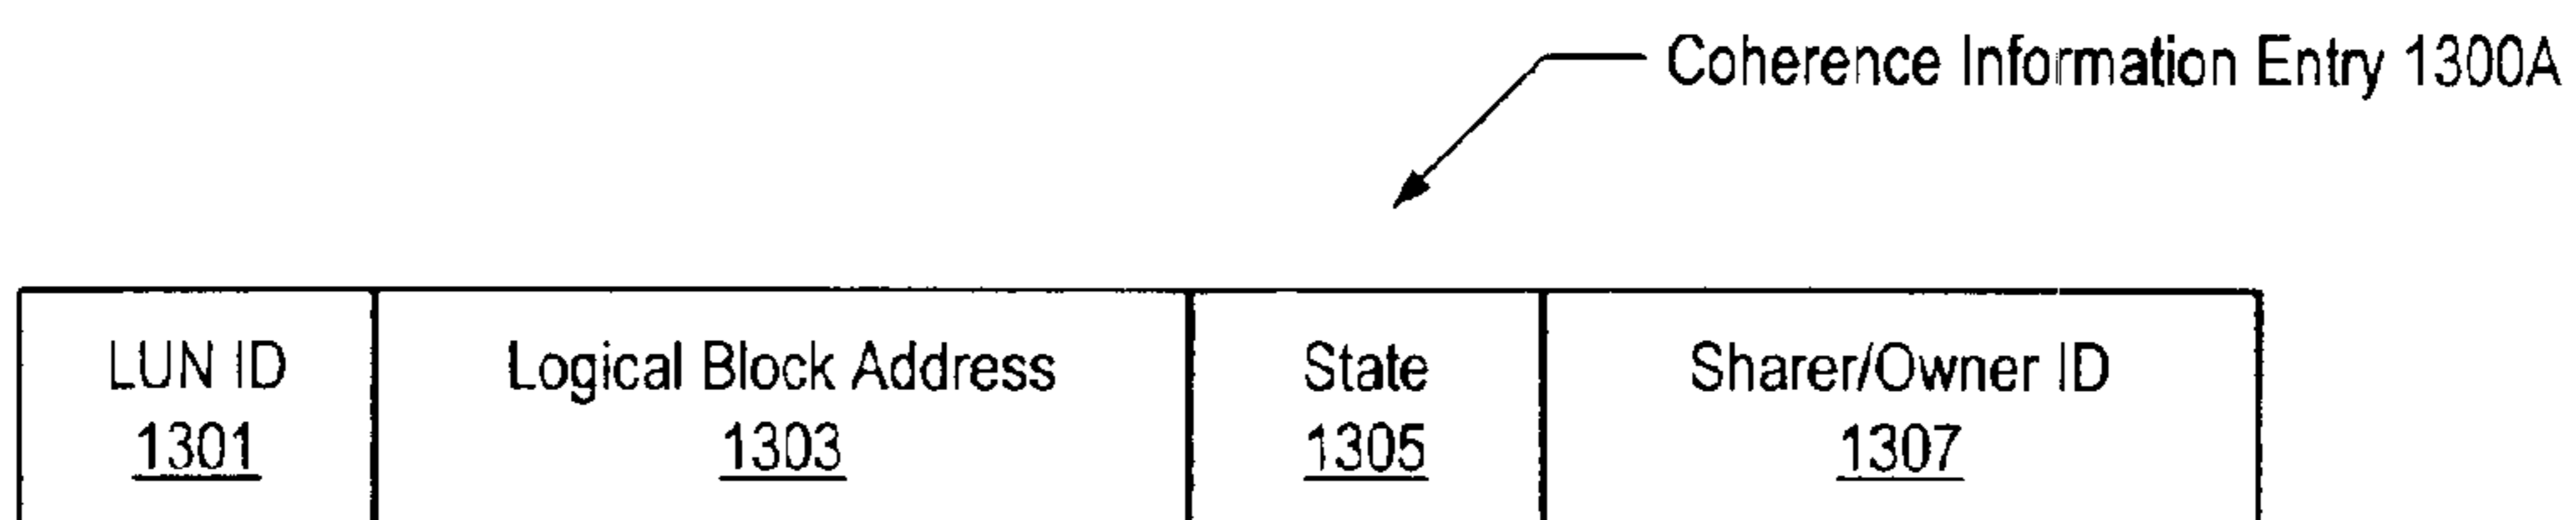 Coherence Information Entry 1300A
LUN ID
1301
Logical Block Address
1303
State
1305
Sharer/Owner ID
1307